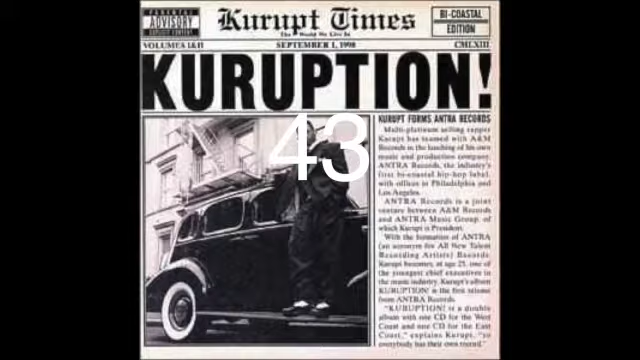 PARENTAL
ADVISORY
EXPLICIT CONTENT
Kurupt Times
The World We Live In
BI-COASTAL
EDITION
VOLUMES I&II
SEPTEMBER 1, 1998
CMLXIII
KURUPTION!
43
KURUPT FORMS ANTRA RECORDS
Multi-platinum selling rapper
Kurupt has teamed with A&M
Records in the launching of his own
music and production company,
ANTRA Records, the industry's
first bi-coastal hip-hop label,
with offices in Philadelphia and
Los Angeles.
ANTRA Records is a joint
venture between A&M Records
and ANTRA Music Group, of
which Kurupt is President.
With the formation of ANTRA
(an acronym for All New Talent
Recording Artists) Records,
Kurupt becomes, at age 25, one of
the youngest chief executives in
the music industry. Kurupt's album
KURUPTION! is the first release
from ANTRA Records.
"KURUPTION! is a double
album with one CD for the West
Coast and one CD for the East
Coast," explains Kurupt, "so
everybody has their own record."